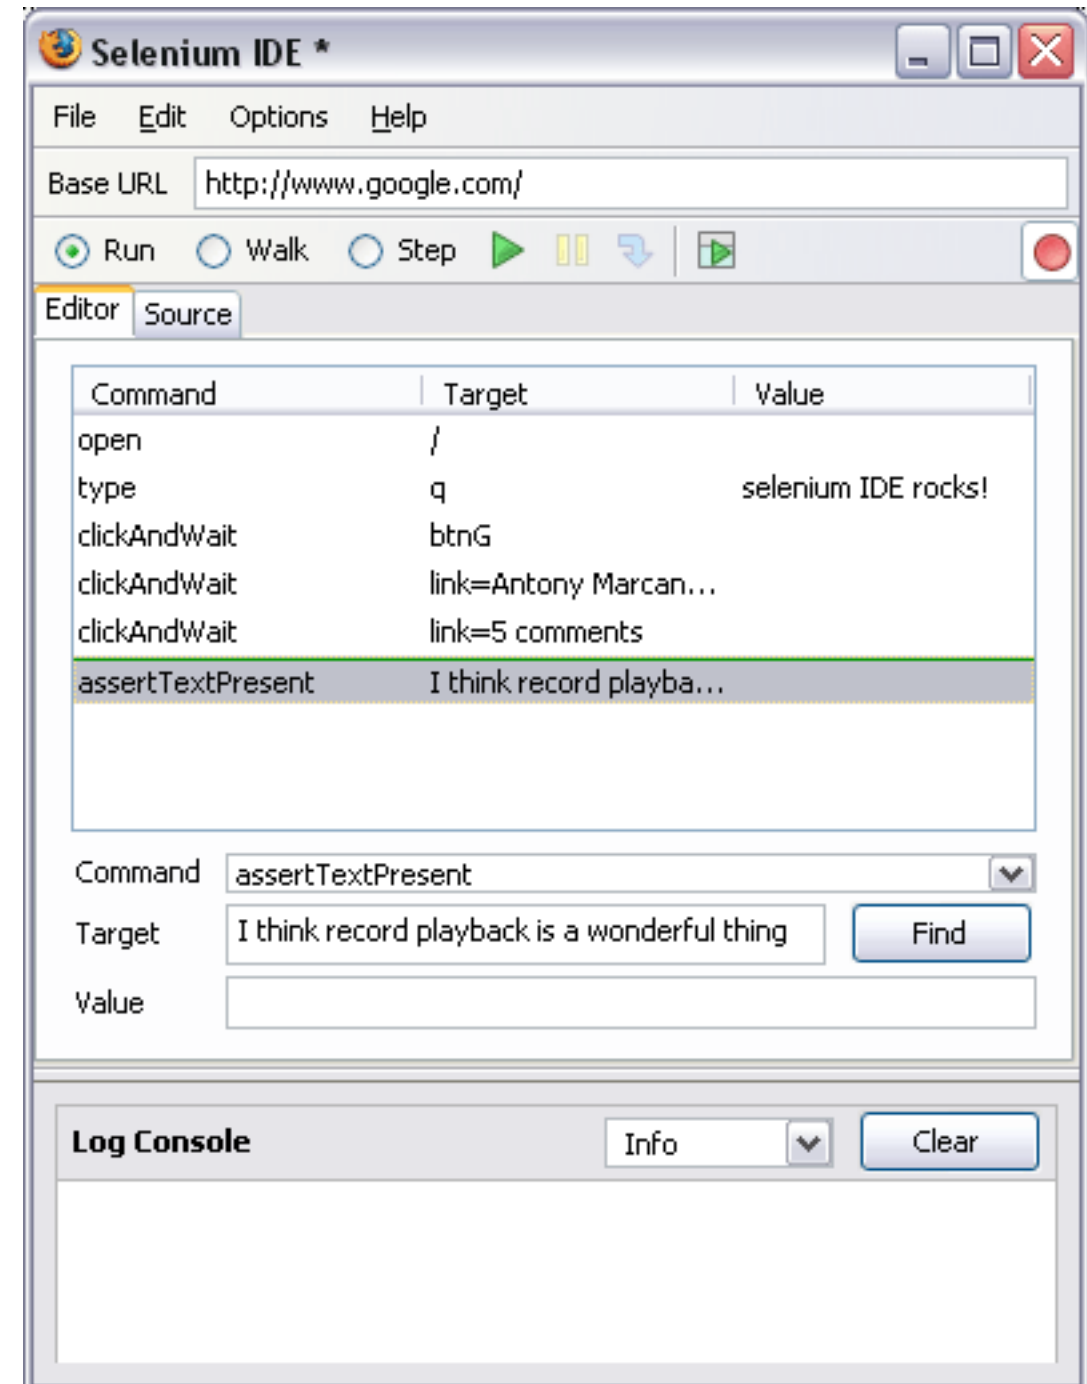 Selenium IDE *
File Edit Options Help
Base URL http://www.google.com/
Run Walk Step
Editor Source
Command Target Value
open /
type q selenium IDE rocks!
clickAndWait btnG
clickAndWait link=Antony Marcan...
clickAndWait link=5 comments
assertTextPresent I think record playba...
Command assertTextPresent
Target I think record playback is a wonderful thing Find
Value
Log Console Info Clear